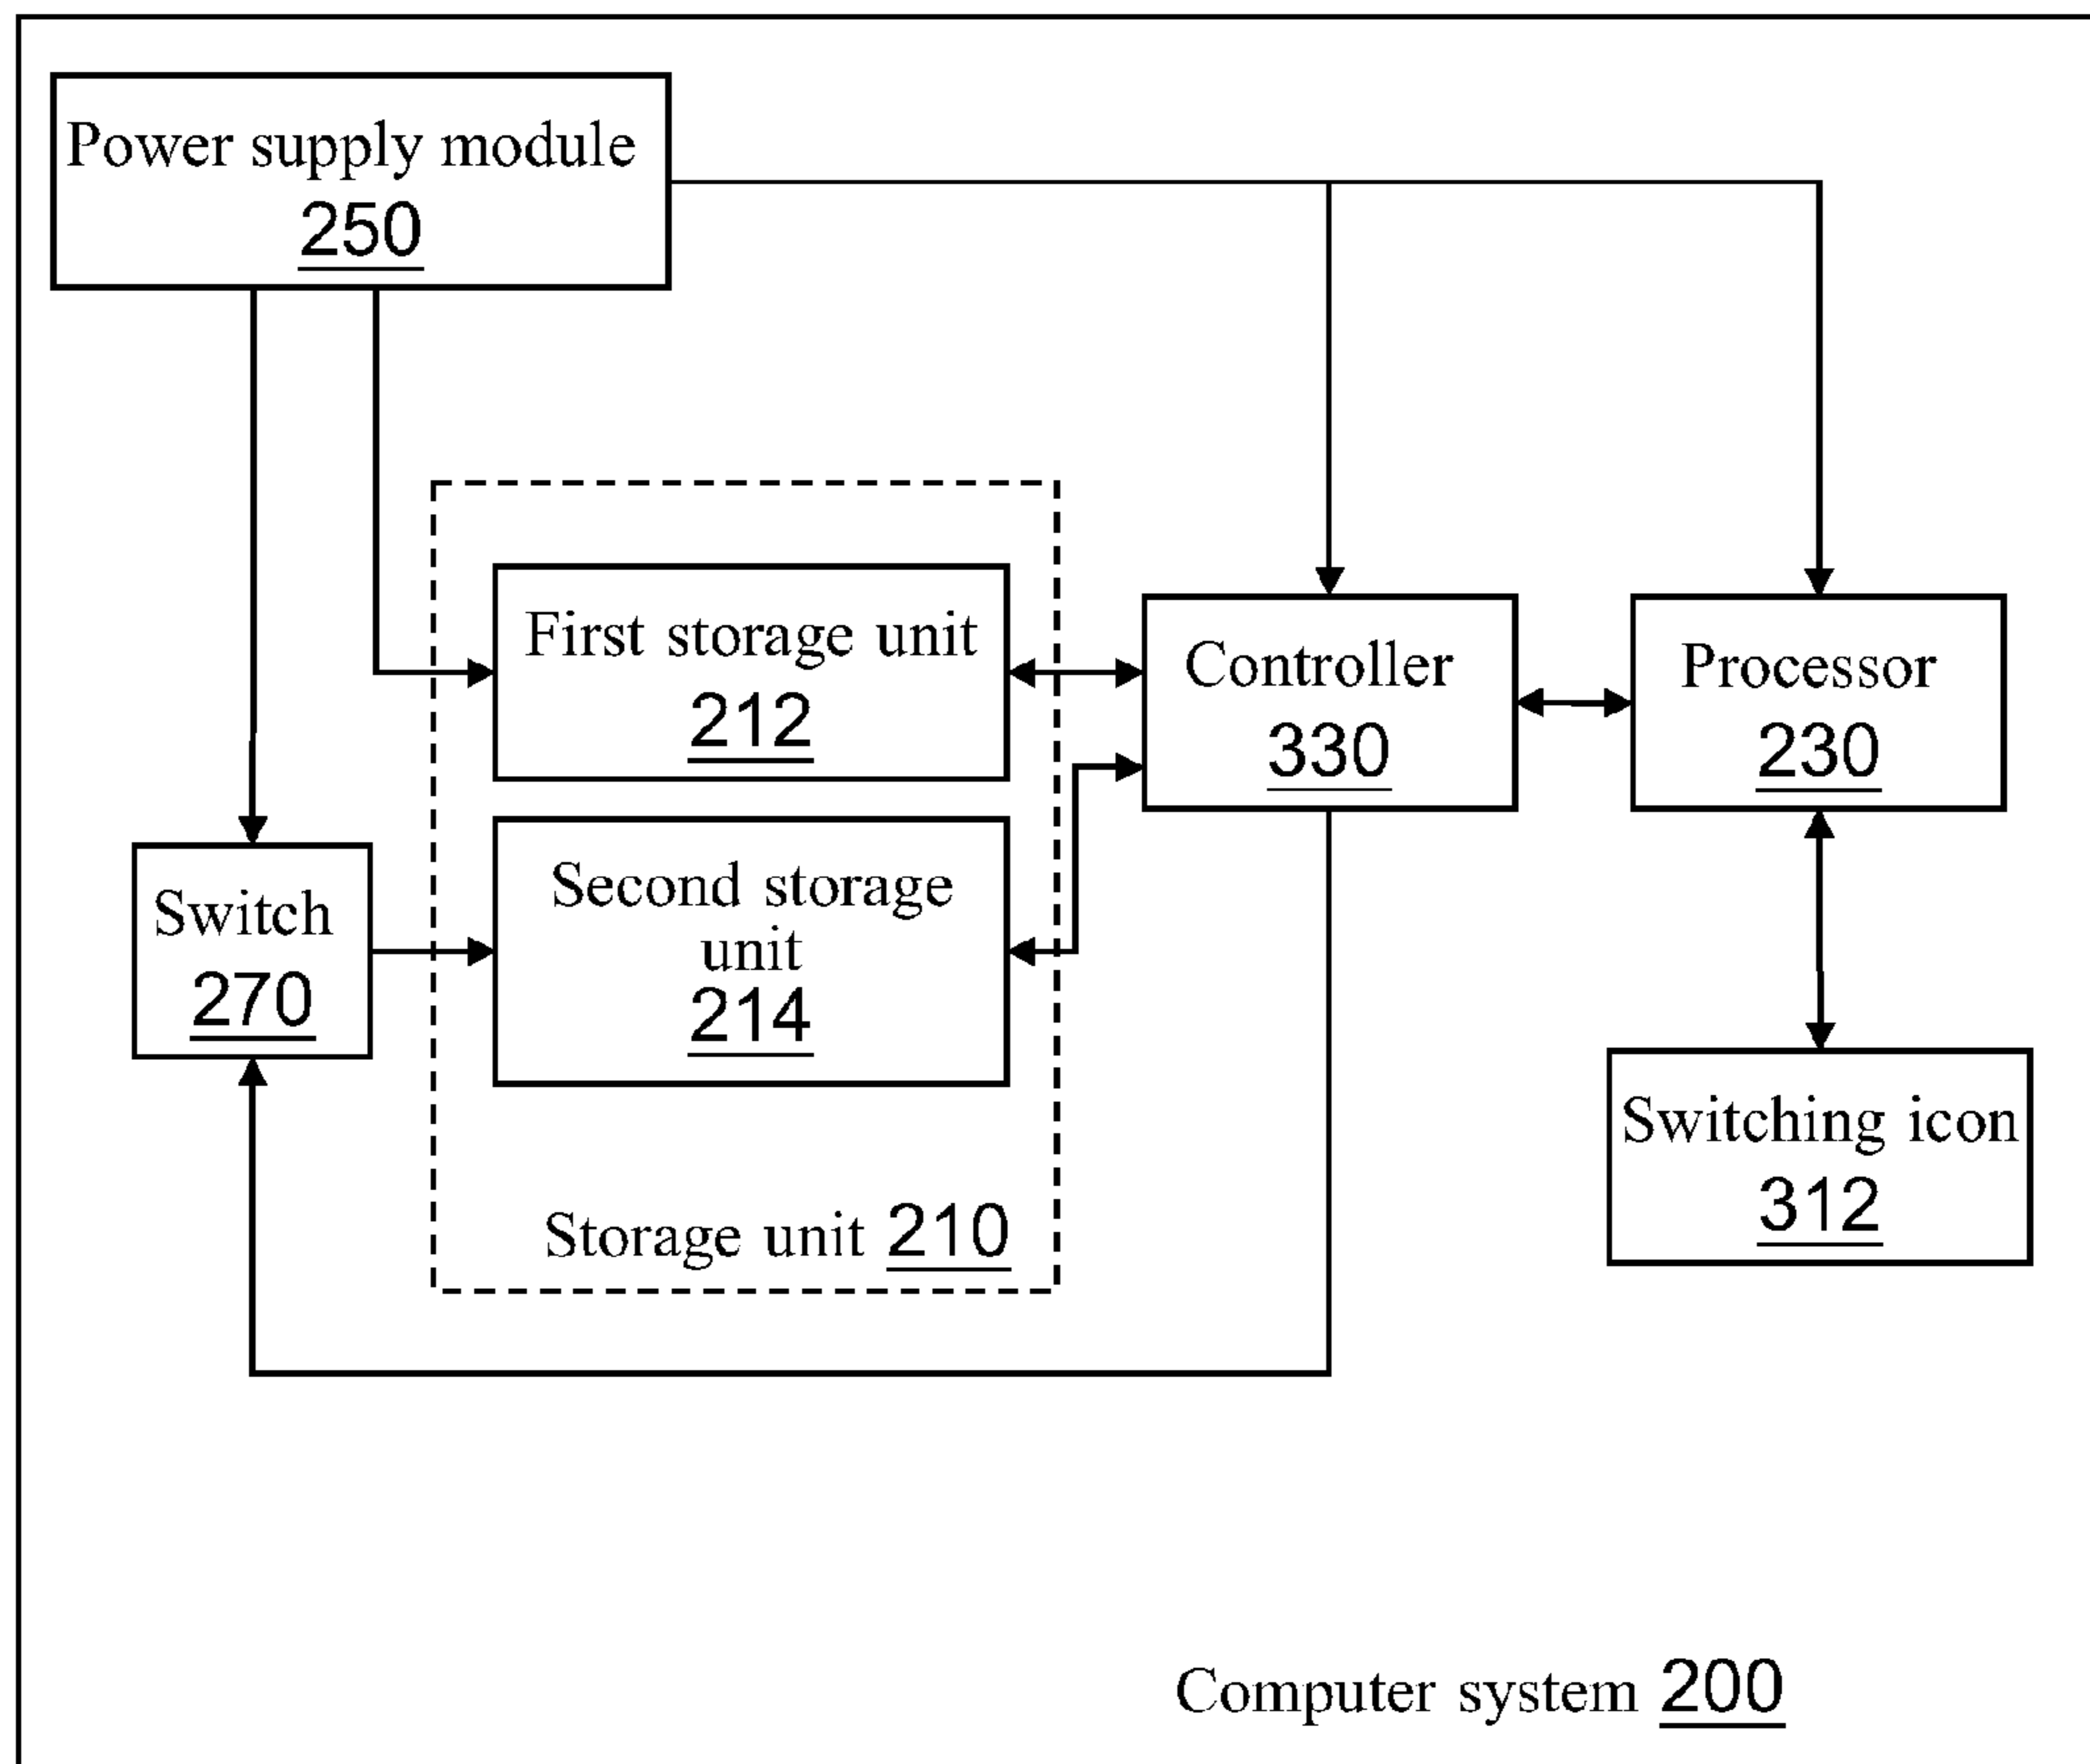 Power supply module
250
First storage unit
212
Controller
330
Processor
230
Switch
270
Second storage
unit
214
Switching icon
312
Storage unit 210
Computer system 200